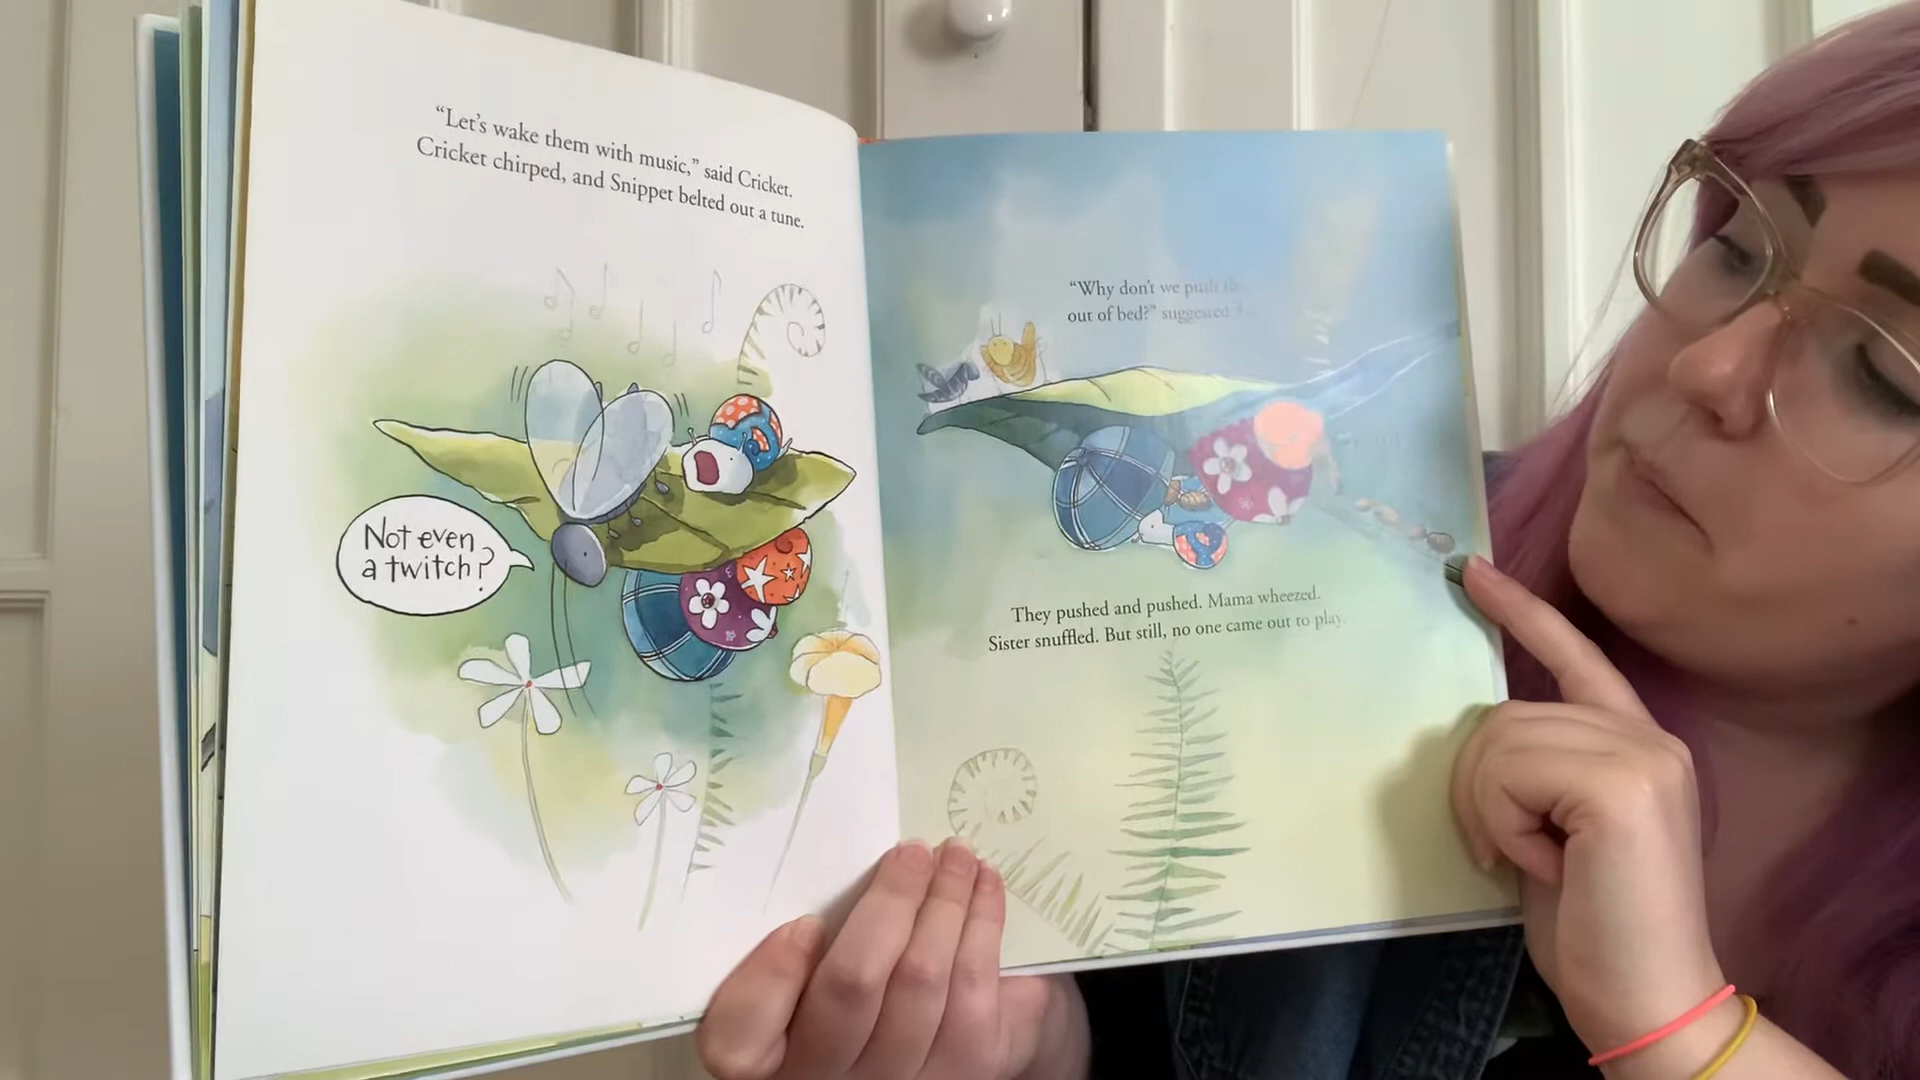 “Let’s wake them with music,” said Cricket.
Cricket chirped, and Snippet belted out a tune.
Not even
a twitch?
“Why don’t we push
out of bed?” suggested
They pushed and pushed. Mama wheezed.
Sister snuffled. But still, no one came out to play.